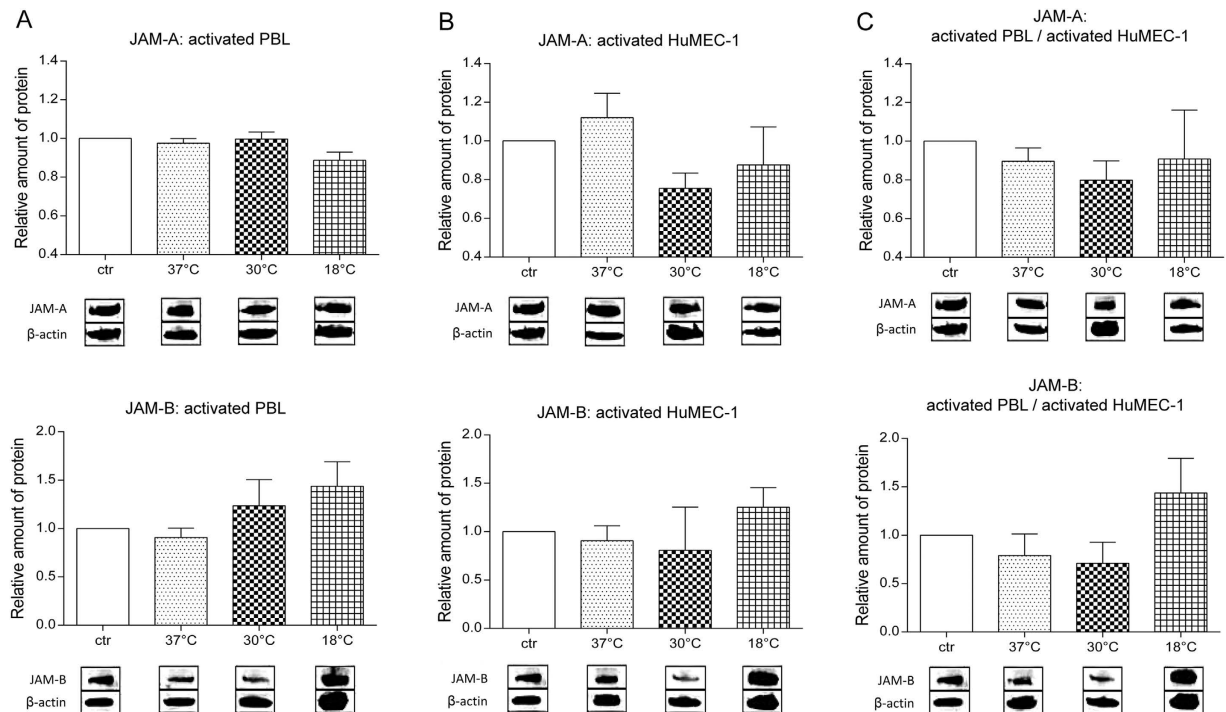 A
JAM-A: activated PBL
Relative amount of protein
1.4
1.2
1.0
0.8
0.6
0.4
ctr 37°C 30°C 18°C
JAM-A
β-actin
B
JAM-A: activated HuMEC-1
Relative amount of protein
1.4
1.2
1.0
0.8
0.6
0.4
ctr 37°C 30°C 18°C
JAM-A
β-actin
C
JAM-A:
activated PBL / activated HuMEC-1
Relative amount of protein
1.4
1.2
1.0
0.8
0.6
0.4
ctr 37°C 30°C 18°C
JAM-A
β-actin
JAM-B: activated PBL
Relative amount of protein
2.0
1.5
1.0
0.5
0.0
ctr 37°C 30°C 18°C
JAM-B
β-actin
JAM-B: activated HuMEC-1
Relative amount of protein
2.0
1.5
1.0
0.5
0.0
ctr 37°C 30°C 18°C
JAM-B
β-actin
JAM-B:
activated PBL / activated HuMEC-1
Relative amount of protein
2.0
1.5
1.0
0.5
0.0
ctr 37°C 30°C 18°C
JAM-B
β-actin